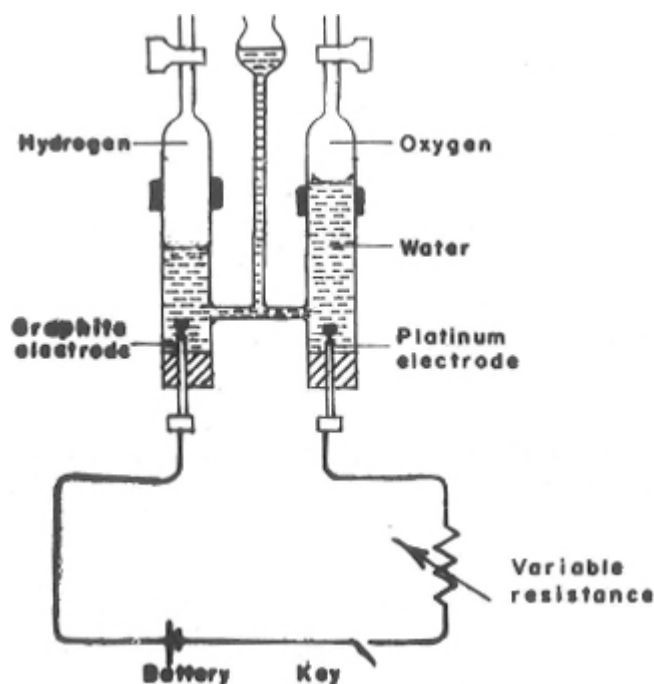 Hydrogen
Oxygen
Water
Graphite
electrode
Platinum
electrode
Variable
resistance
Battery
Key